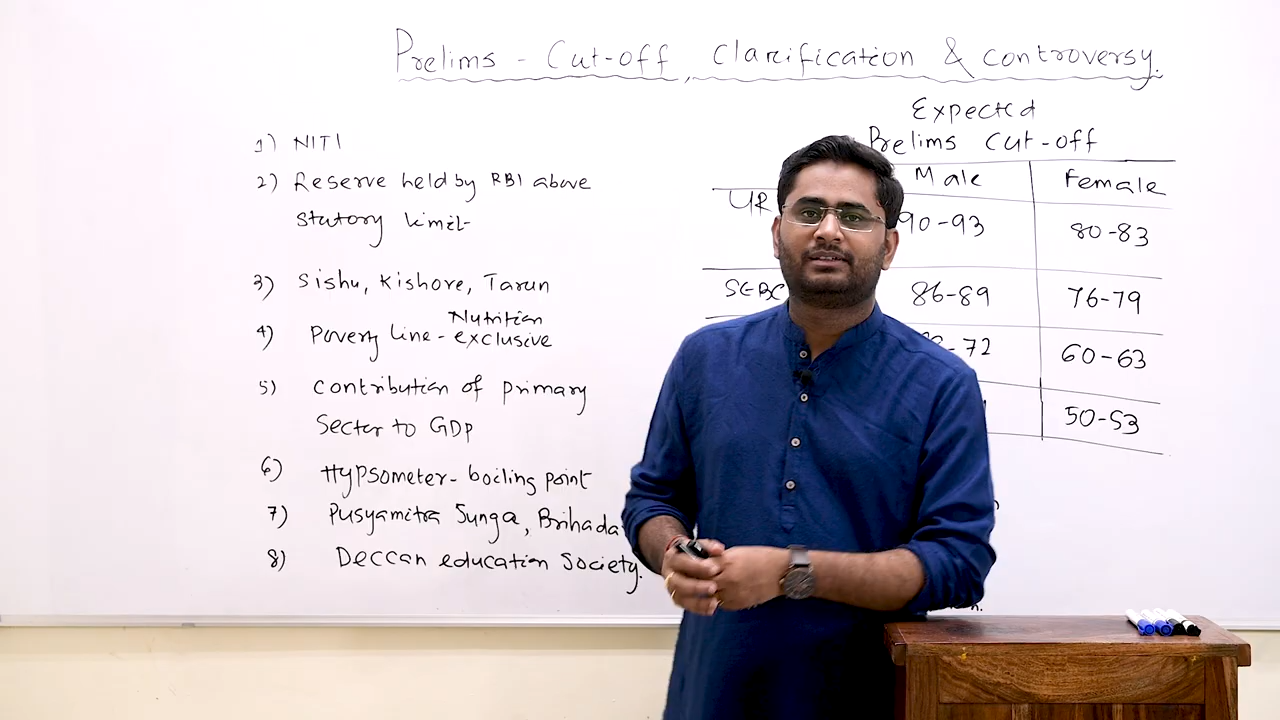 Prelims - Cut-off, Clarification & controversy.
1) NITI
2) Reserve held by RBI above
statury limit
3) Sishu, Kishore, Tarun
Nutrition
4) Poverty line - exclusive
5) contribution of primary
Sector to GDP
6) Hypsometer - boiling point
7) Pusyamitra Sunga, Brihada
8) Deccan education Society.
Expected
Prelims Cut-off
Male Female
UR 90-93 80-83
SEBC 86-89 76-79
-72 60-63
50-53